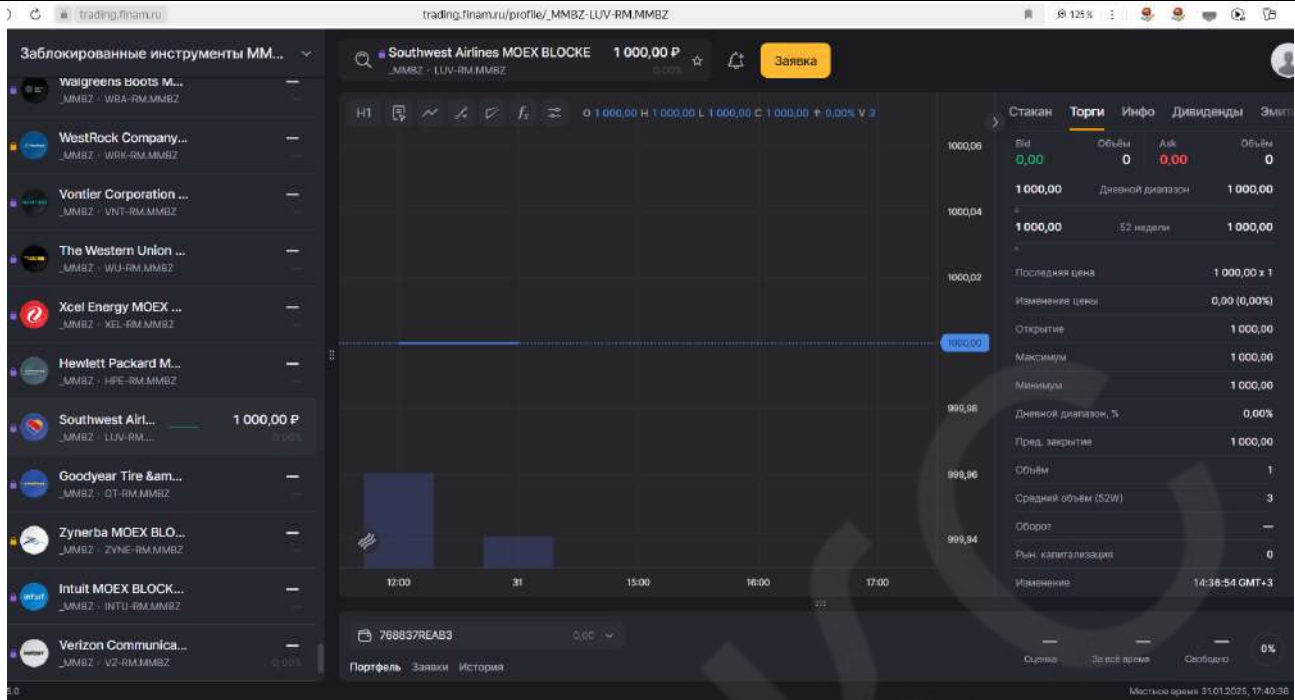 trading.finam.ru
trading.finam.ru/profile/_MMBZ-LUV-RM.MMBZ
125 %
Заблокированные инструменты MM...
Walgreens Boots M...
_MMBZ · WBA-RM.MMBZ
WestRock Company...
_MMBZ · WRK-RM.MMBZ
Vontier Corporation ...
_MMBZ · VNT-RM.MMBZ
The Western Union ...
_MMBZ · WU-RM.MMBZ
Xcel Energy MOEX ...
_MMBZ · XEL-RM.MMBZ
Hewlett Packard M...
_MMBZ · HPE-RM.MMBZ
Southwest Airl...
1 000,00 ₽
_MMBZ · LUV-RM....
0,00%
Goodyear Tire &am...
_MMBZ · GT-RM.MMBZ
Zynerba MOEX BLO...
_MMBZ · ZYNE-RM.MMBZ
Intuit MOEX BLOCK...
_MMBZ · INTU-RM.MMBZ
Verizon Communica...
_MMBZ · VZ-RM.MMBZ
0,00%
5.0
Southwest Airlines MOEX BLOCKE
1 000,00 ₽
_MMBZ · LUV-RM.MMBZ
0,00%
Заявка
H1
O 1 000,00 H 1 000,00 L 1 000,00 C 1 000,00 0,00% V 3
1000,06
1000,04
1000,02
1000,00
999,98
999,96
999,94
12:00 31 15:00 16:00 17:00
Стакан Торги Инфо Дивиденды Эмит
Bid Объём Ask Объём
0,00 0 0,00 0
1 000,00 Дневной диапазон 1 000,00
1 000,00 52 недели 1 000,00
Последняя цена 1 000,00 x 1
Изменение цены 0,00 (0,00%)
Открытие 1 000,00
Максимум 1 000,00
Минимум 1 000,00
Дневной диапазон, % 0,00%
Пред. закрытие 1 000,00
Объём 1
Средний объём (52W) 3
Оборот —
Рын. капитализация 0
Изменение 14:36:54 GMT+3
768837REAB3 0,00
Портфель Заявки История
Оценка За всё время Свободно 0%
Местное время 31.01.2025, 17:40:36